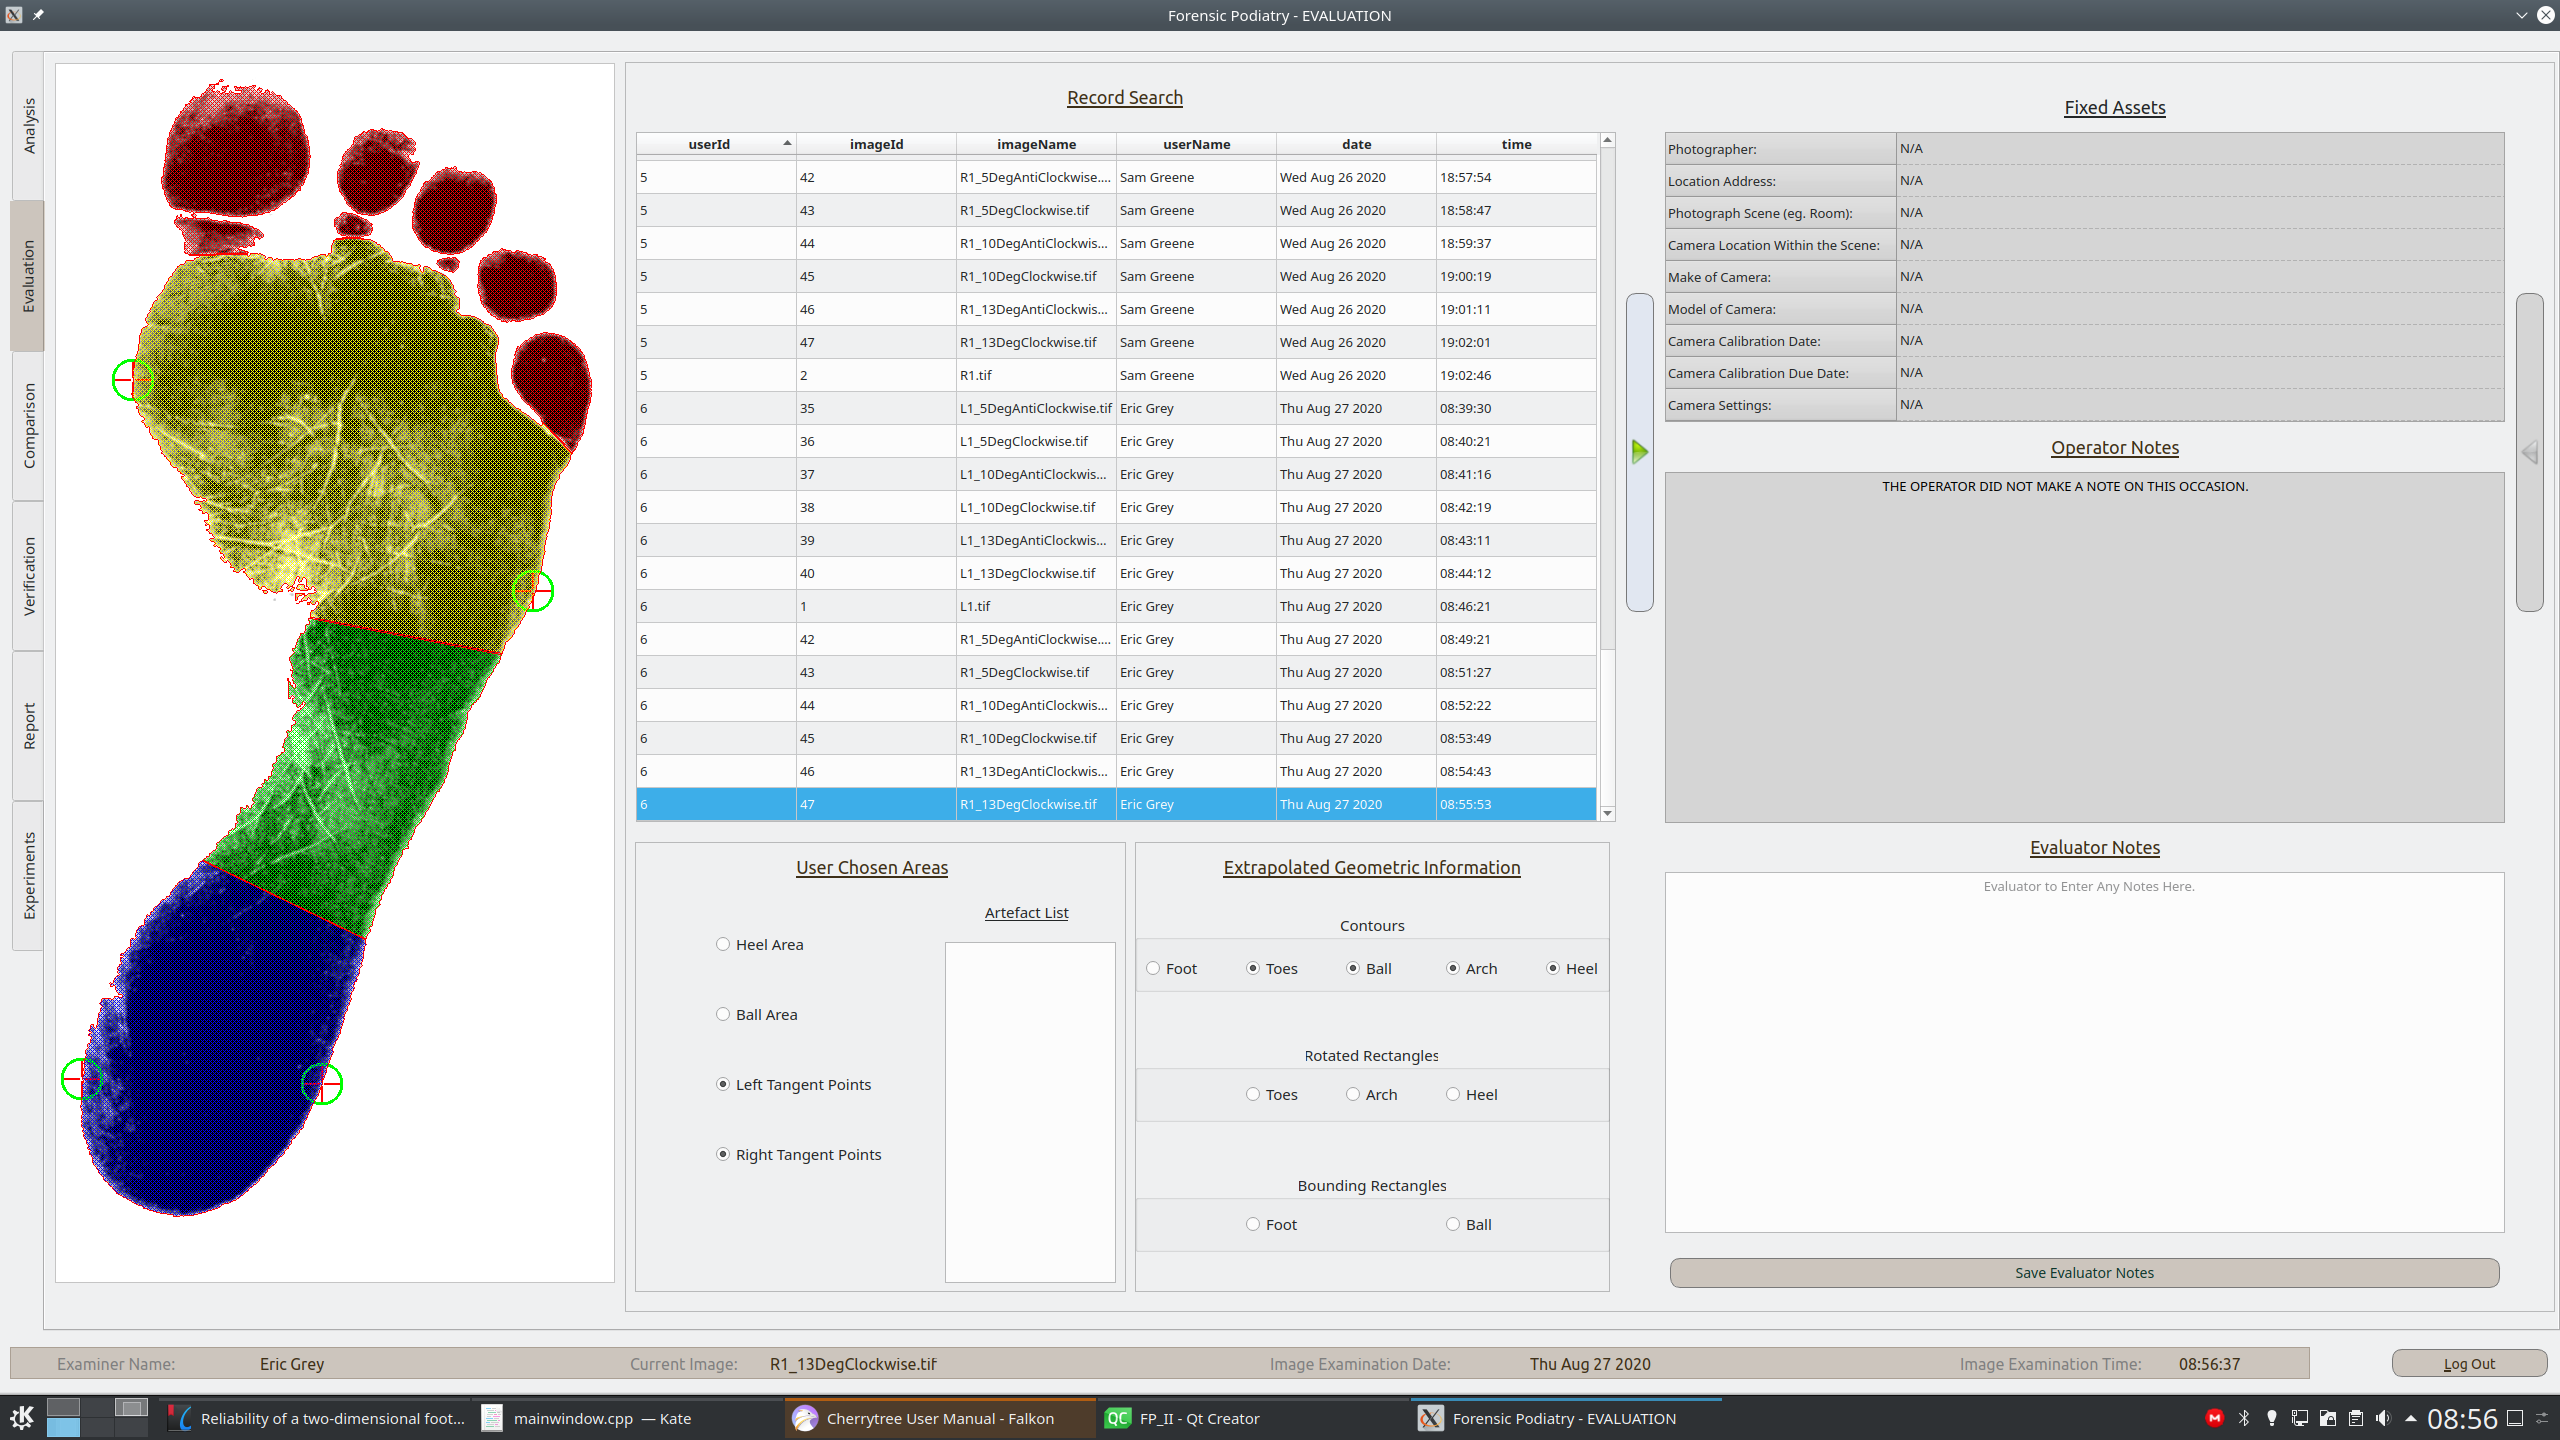 Forensic Podiatry - EVALUATION
Analysis
Evaluation
Comparison
Verification
Report
Experiments
Record Search
userId imageId imageName userName date time
5 42 R1_5DegAntiClockwise.... Sam Greene Wed Aug 26 2020 18:57:54
5 43 R1_5DegClockwise.tif Sam Greene Wed Aug 26 2020 18:58:47
5 44 R1_10DegAntiClockwis... Sam Greene Wed Aug 26 2020 18:59:37
5 45 R1_10DegClockwise.tif Sam Greene Wed Aug 26 2020 19:00:19
5 46 R1_13DegAntiClockwis... Sam Greene Wed Aug 26 2020 19:01:11
5 47 R1_13DegClockwise.tif Sam Greene Wed Aug 26 2020 19:02:01
5 2 R1.tif Sam Greene Wed Aug 26 2020 19:02:46
6 35 L1_5DegAntiClockwise.tif Eric Grey Thu Aug 27 2020 08:39:30
6 36 L1_5DegClockwise.tif Eric Grey Thu Aug 27 2020 08:40:21
6 37 L1_10DegAntiClockwis... Eric Grey Thu Aug 27 2020 08:41:16
6 38 L1_10DegClockwise.tif Eric Grey Thu Aug 27 2020 08:42:19
6 39 L1_13DegAntiClockwis... Eric Grey Thu Aug 27 2020 08:43:11
6 40 L1_13DegClockwise.tif Eric Grey Thu Aug 27 2020 08:44:12
6 1 L1.tif Eric Grey Thu Aug 27 2020 08:46:21
6 42 R1_5DegAntiClockwise.... Eric Grey Thu Aug 27 2020 08:49:21
6 43 R1_5DegClockwise.tif Eric Grey Thu Aug 27 2020 08:51:27
6 44 R1_10DegAntiClockwis... Eric Grey Thu Aug 27 2020 08:52:22
6 45 R1_10DegClockwise.tif Eric Grey Thu Aug 27 2020 08:53:49
6 46 R1_13DegAntiClockwis... Eric Grey Thu Aug 27 2020 08:54:43
6 47 R1_13DegClockwise.tif Eric Grey Thu Aug 27 2020 08:55:53
User Chosen Areas
Artefact List
Heel Area
Ball Area
Left Tangent Points
Right Tangent Points
Extrapolated Geometric Information
Contours
Foot Toes Ball Arch Heel
Rotated Rectangles
Toes Arch Heel
Bounding Rectangles
Foot Ball
Fixed Assets
Photographer: N/A
Location Address: N/A
Photograph Scene (eg. Room): N/A
Camera Location Within the Scene: N/A
Make of Camera: N/A
Model of Camera: N/A
Camera Calibration Date: N/A
Camera Calibration Due Date: N/A
Camera Settings: N/A
Operator Notes
THE OPERATOR DID NOT MAKE A NOTE ON THIS OCCASION.
Evaluator Notes
Evaluator to Enter Any Notes Here.
Save Evaluator Notes
Examiner Name: Eric Grey Current Image: R1_13DegClockwise.tif Image Examination Date: Thu Aug 27 2020 Image Examination Time: 08:56:37 Log Out
Reliability of a two-dimensional foot... mainwindow.cpp — Kate Cherrytree User Manual - Falkon QC FP_II - Qt Creator Forensic Podiatry - EVALUATION 08:56